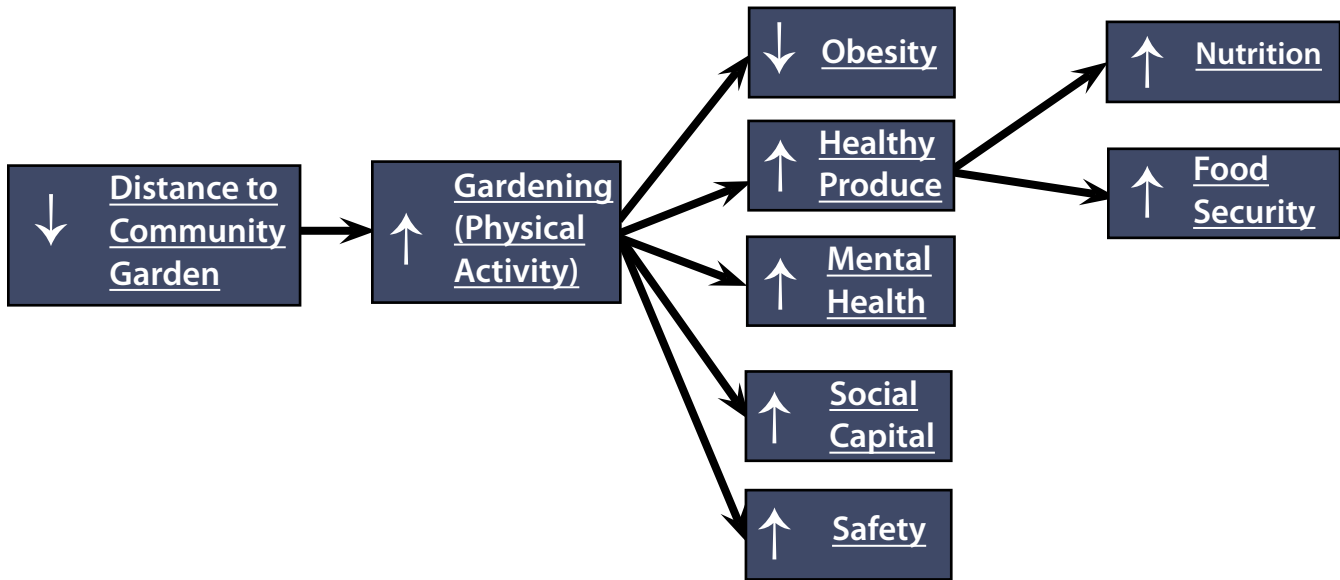 Distance to
Community
Garden
Gardening
(Physical
Activity)
Obesity
Healthy
Produce
Mental
Health
Social
Capital
Safety
Nutrition
Food
Security